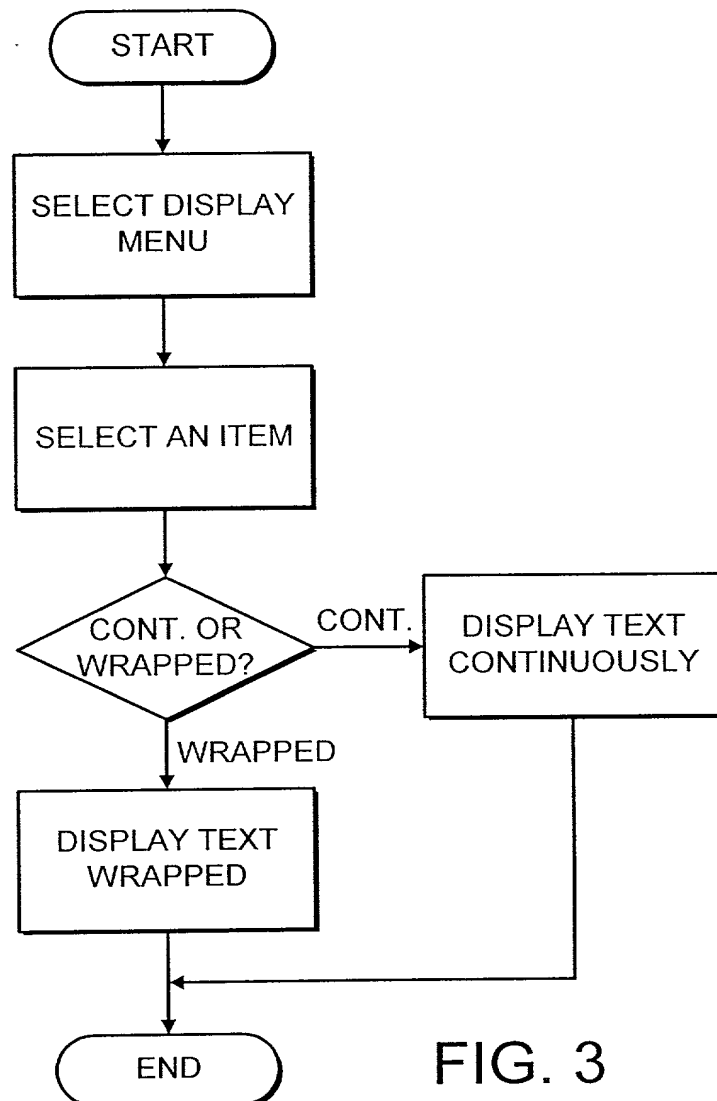 START
SELECT DISPLAY
MENU
SELECT AN ITEM
CONT. OR
WRAPPED?
CONT.
DISPLAY TEXT
CONTINUOUSLY
WRAPPED
DISPLAY TEXT
WRAPPED
END
FIG. 3